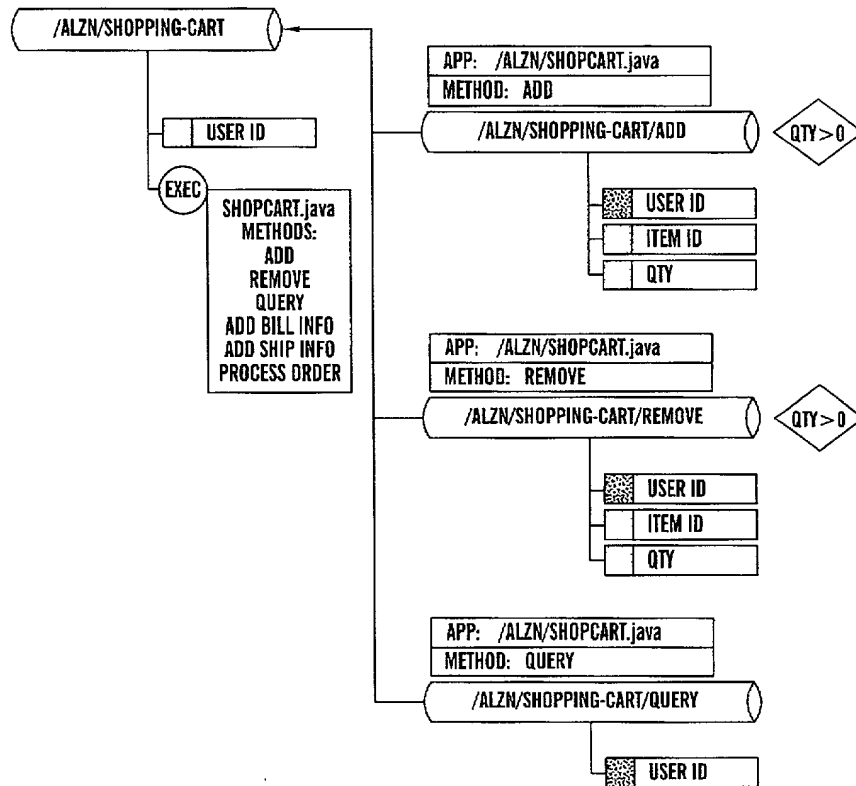 /ALZN/SHOPPING-CART
USER ID
EXEC
SHOPCART.java
METHODS:
ADD
REMOVE
QUERY
ADD BILL INFO
ADD SHIP INFO
PROCESS ORDER
APP: /ALZN/SHOPCART.java
METHOD: ADD
/ALZN/SHOPPING-CART/ADD
QTY>0
USER ID
ITEM ID
QTY
APP: /ALZN/SHOPCART.java
METHOD: REMOVE
/ALZN/SHOPPING-CART/REMOVE
QTY>0
USER ID
ITEM ID
QTY
APP: /ALZN/SHOPCART.java
METHOD: QUERY
/ALZN/SHOPPING-CART/QUERY
USER ID